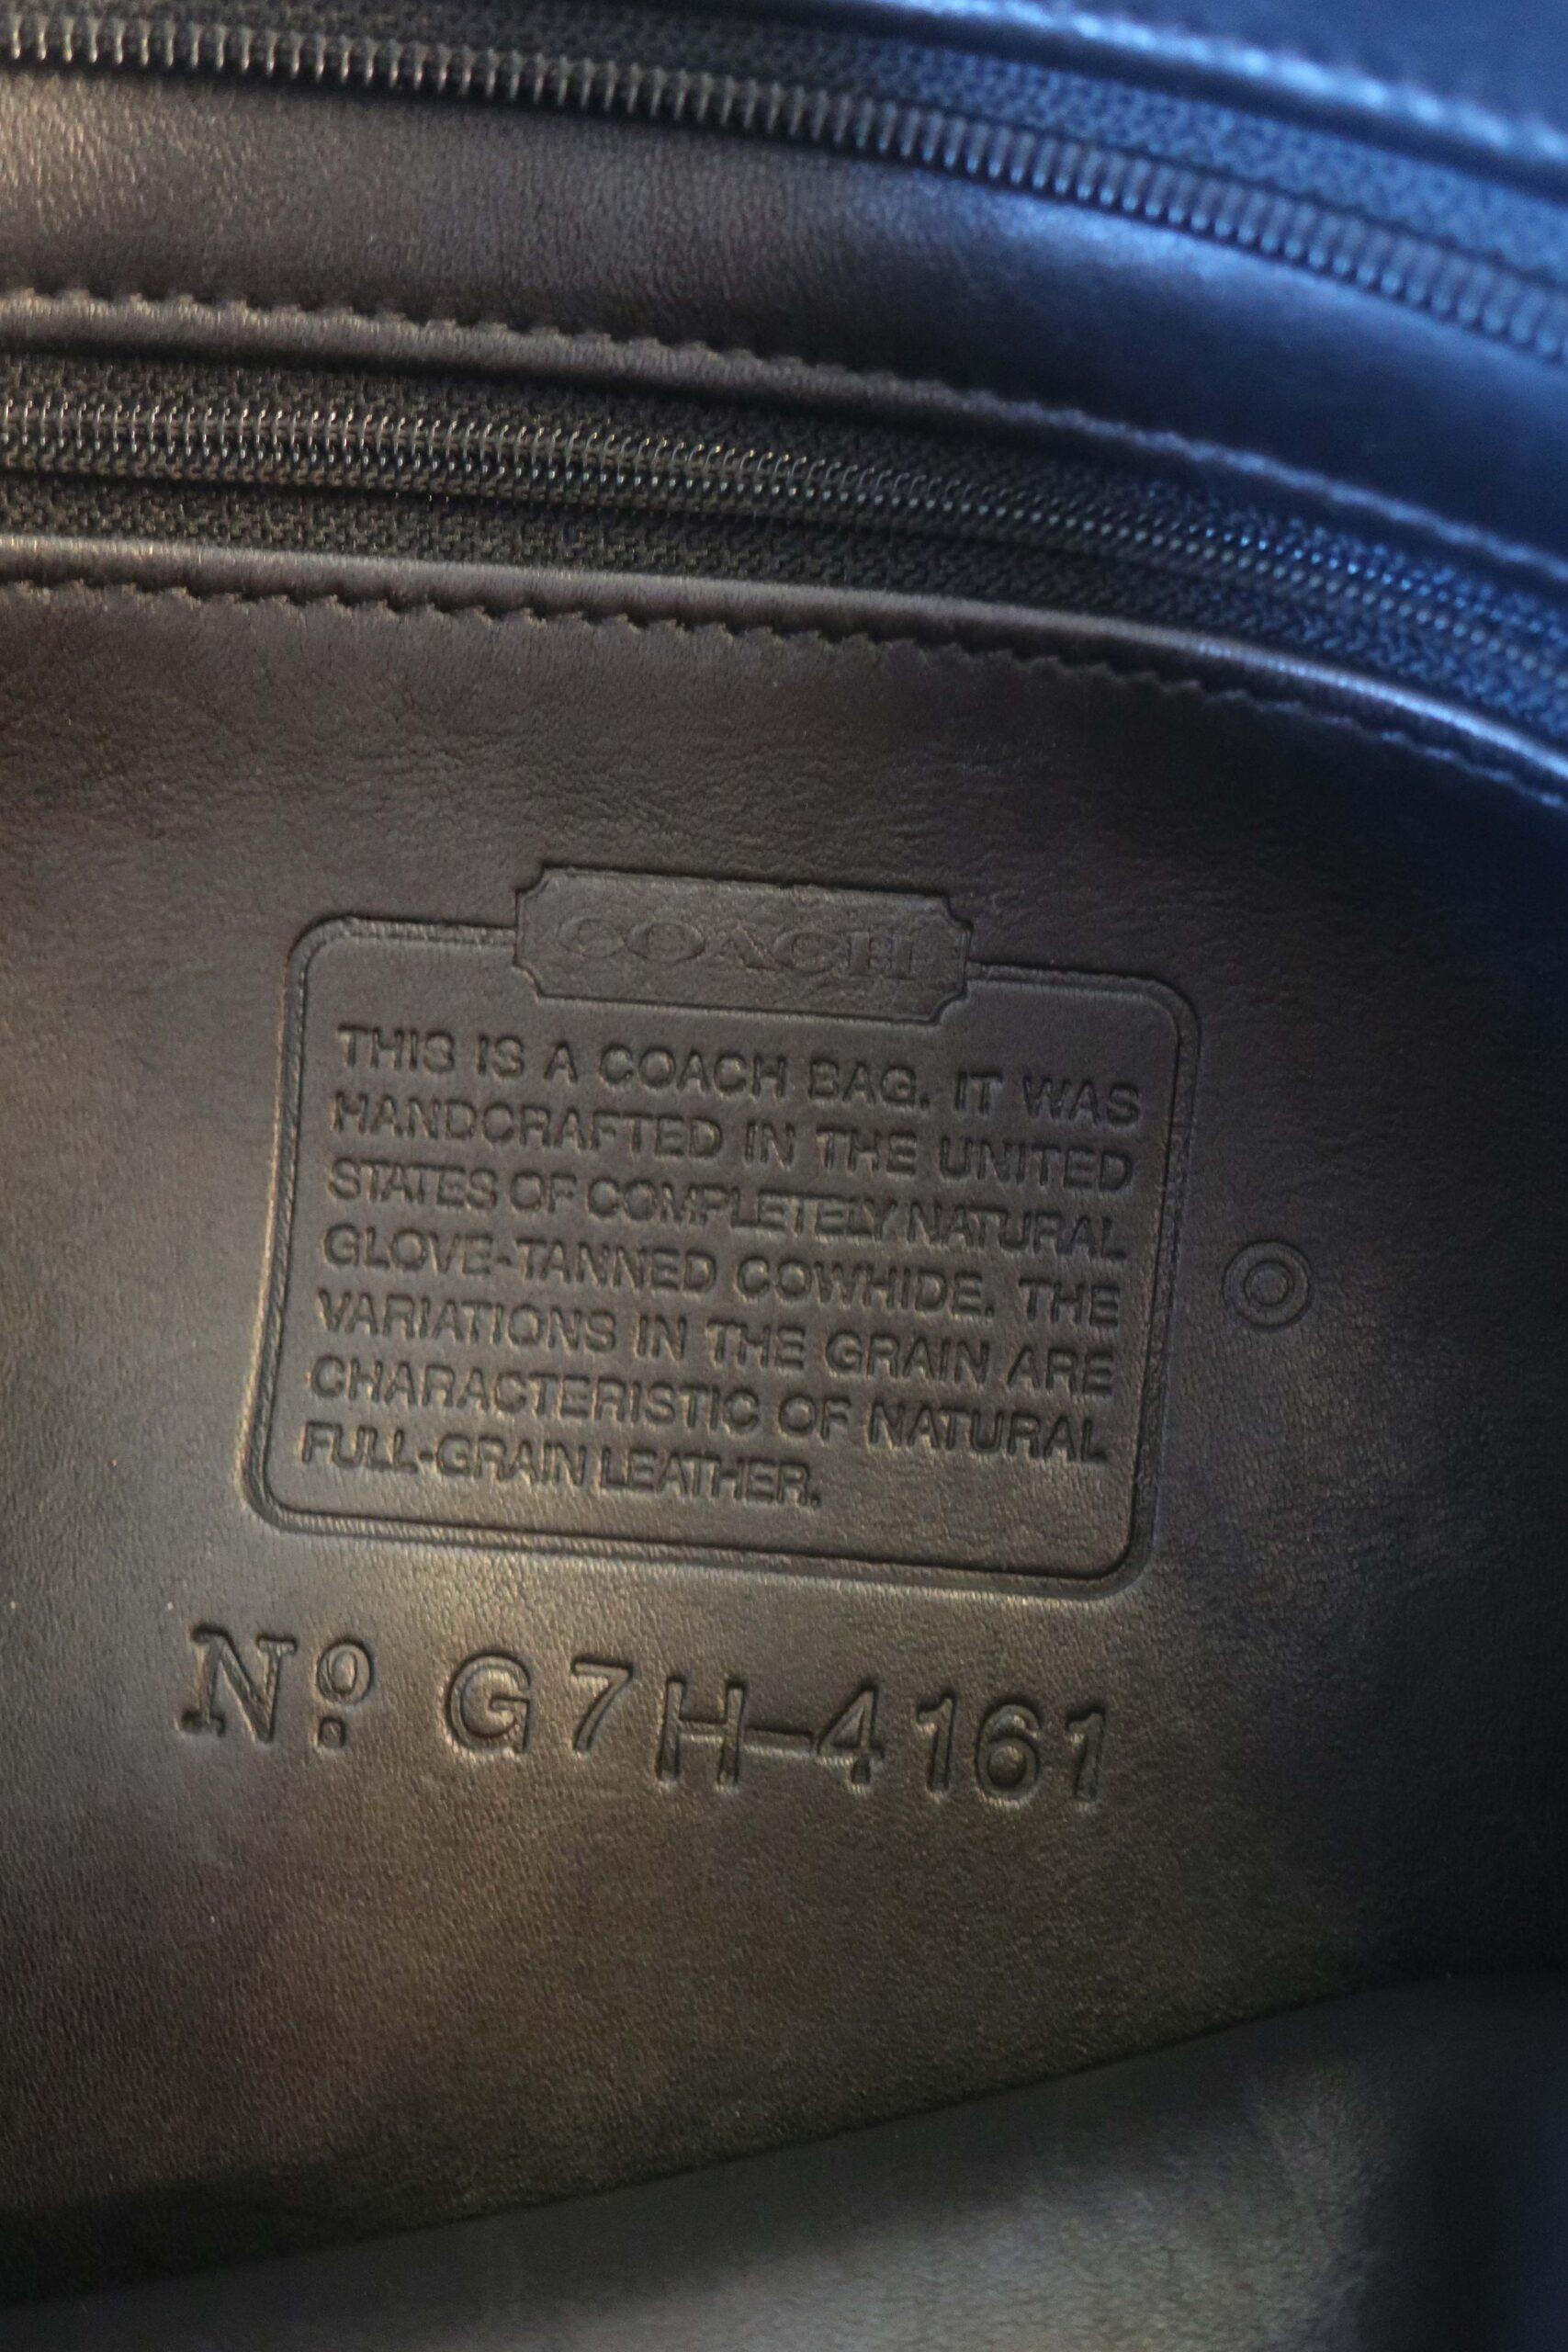 COACH
THIS IS A COACH BAG. IT WAS
HANDCRAFTED IN THE UNITED
STATES OF COMPLETELY NATURAL
GLOVE-TANNED COWHIDE. THE
VARIATIONS IN THE GRAIN ARE
CHARACTERISTIC OF NATURAL
FULL-GRAIN LEATHER.
Nº G7H-4161